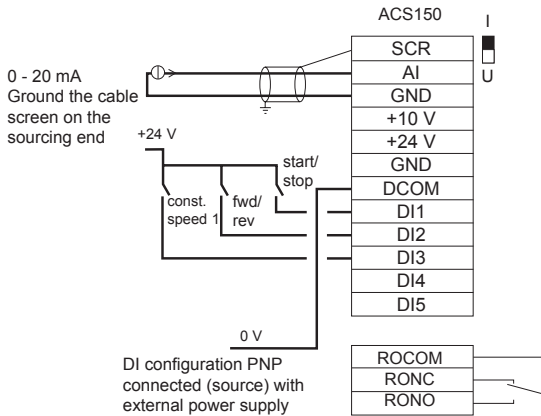 ACS150
I
SCR
AI
U
GND
+10 V
+24 V
GND
DCOM
DI1
DI2
DI3
DI4
DI5
0 - 20 mA
Ground the cable
screen on the
sourcing end
+24 V
start/
stop
const.
speed 1
fwd/
rev
0 V
DI configuration PNP
connected (source) with
external power supply
ROCOM
RONC
RONO